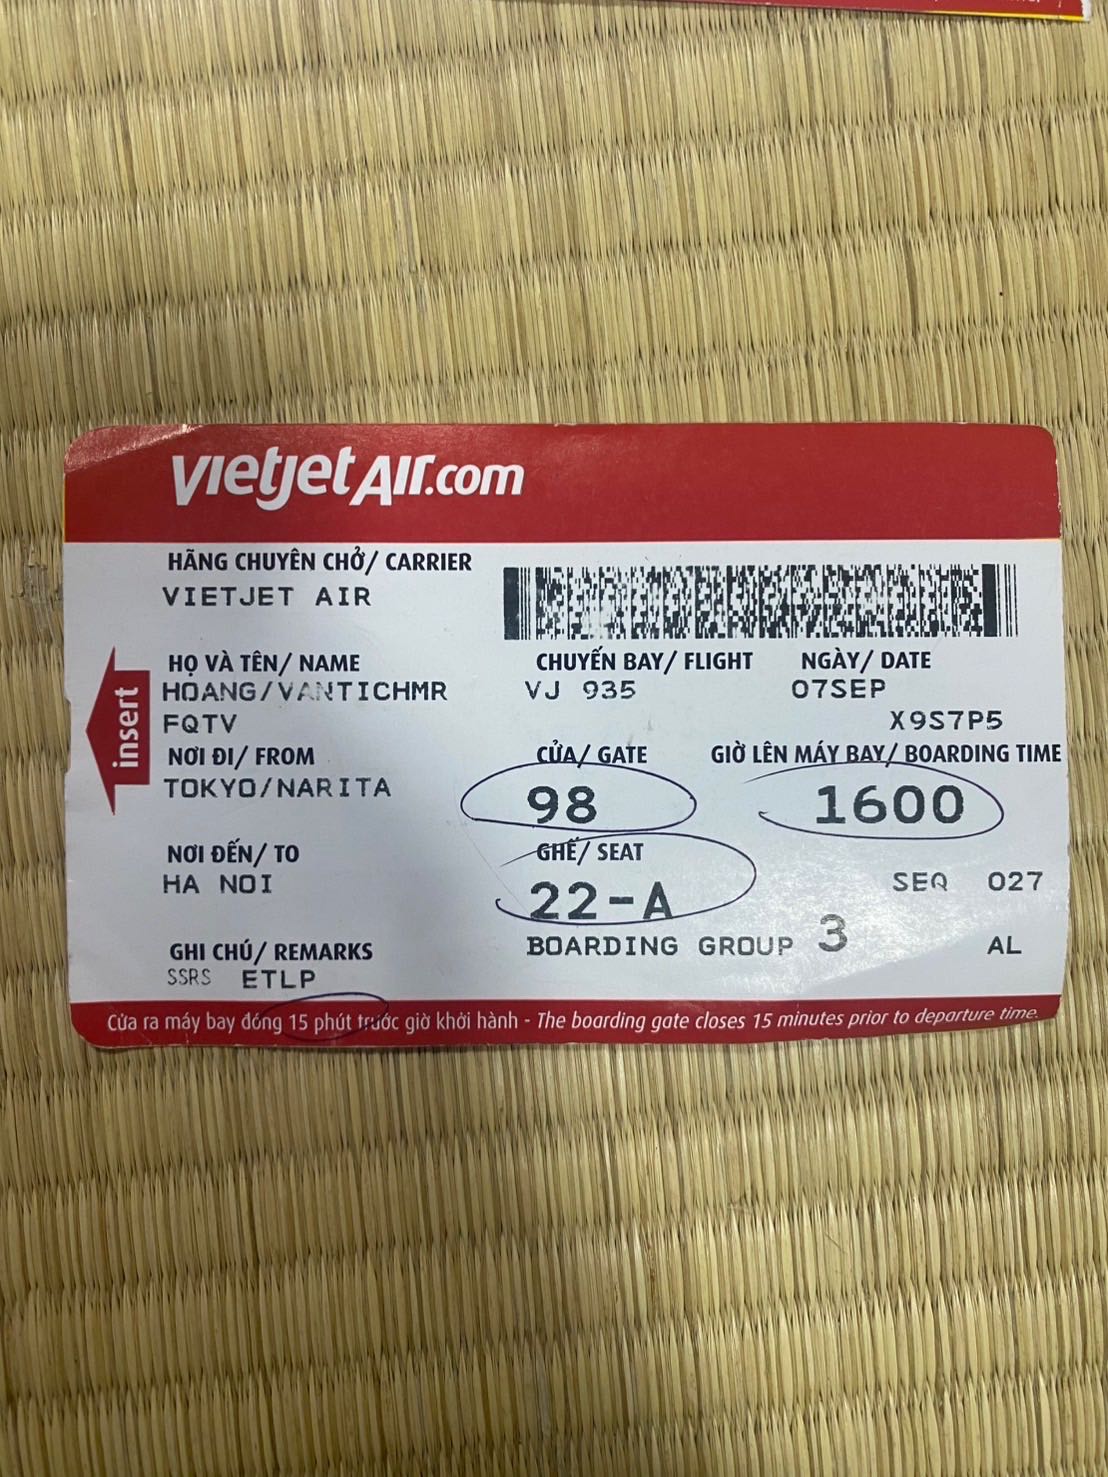 vietjetAir.com
HÃNG CHUYÊN CHỞ/ CARRIER
VIETJET AIR
HỌ VÀ TÊN/ NAME
HOANG/VANTICHMR
FQTV
CHUYẾN BAY/ FLIGHT
VJ 935
NGÀY/ DATE
07SEP
X9S7P5
NƠI ĐI/ FROM
TOKYO/NARITA
CỬA/ GATE
98
GIỜ LÊN MÁY BAY/ BOARDING TIME
1600
NƠI ĐẾN/ TO
HA NOI
GHẾ/ SEAT
22-A
SEQ 027
BOARDING GROUP 3
AL
GHI CHÚ/ REMARKS
SSRS ETLP
Cửa ra máy bay đóng 15 phút trước giờ khởi hành - The boarding gate closes 15 minutes prior to departure time.
insert